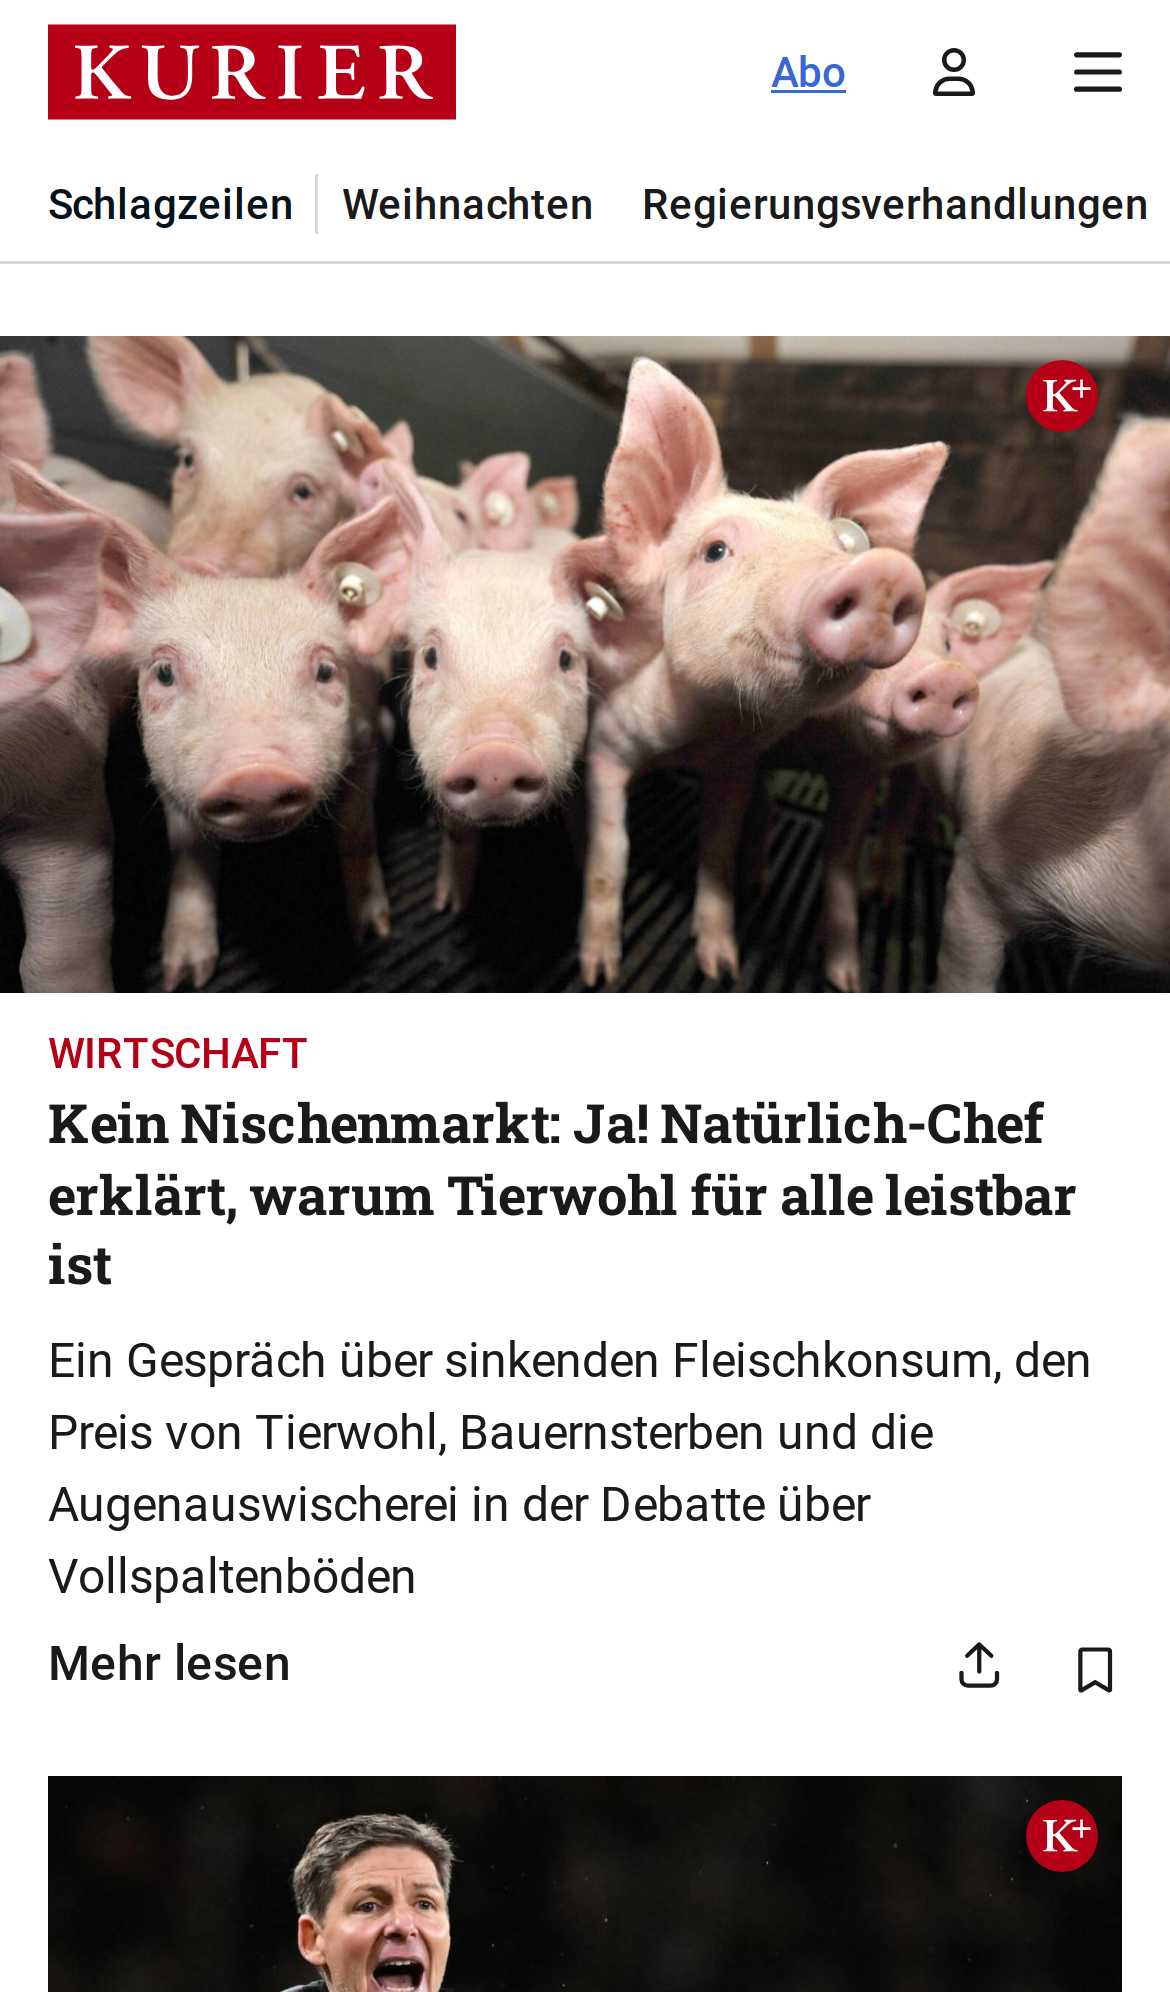 KURIER
Abo
Schlagzeilen
Weihnachten
Regierungsverhandlungen
K+
WIRTSCHAFT
Kein Nischenmarkt: Ja! Natürlich-Chef
erklärt, warum Tierwohl für alle leistbar
ist
Ein Gespräch über sinkenden Fleischkonsum, den
Preis von Tierwohl, Bauernsterben und die
Augenauswischerei in der Debatte über
Vollspaltenböden
Mehr lesen
K+